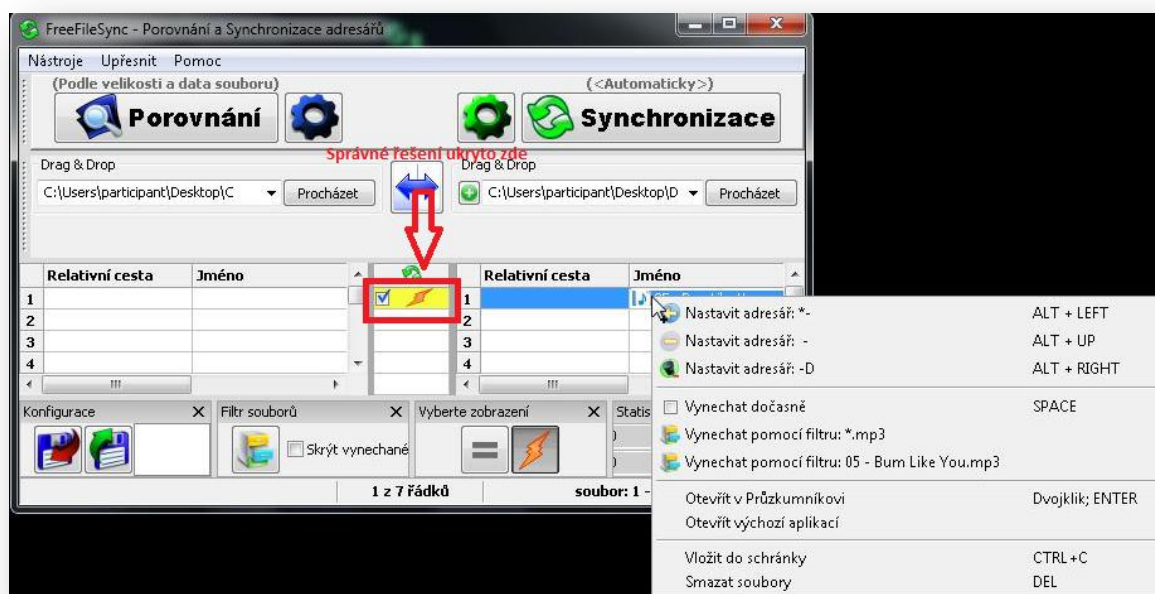 FreeFileSync - Porovnání a Synchronizace adresářů
Nástroje Upřesnit Pomoc
(Podle velikosti a data souboru) (<Automaticky>)
Porovnání Synchronizace
Správné řešení ukryto zde
Drag & Drop Drag & Drop
C:\Users\participant\Desktop\C Procházet C:\Users\participant\Desktop\D Procházet
Relativní cesta Jméno Relativní cesta Jméno
1 1
2 2
3 3
4 4
Nastavit adresář: *- ALT + LEFT
Nastavit adresář: - ALT + UP
Nastavit adresář: -D ALT + RIGHT
Vynechat dočasně SPACE
Vynechat pomocí filtru: *.mp3
Vynechat pomocí filtru: 05 - Bum Like You.mp3
Otevřít v Průzkumníkovi Dvojklik; ENTER
Otevřít výchozí aplikací
Vložit do schránky CTRL+C
Smazat soubory DEL
Konfigurace X Filtr souborů X Vyberte zobrazení X Statis
Skrýt vynechané
1 z 7 řádků soubor: 1 -